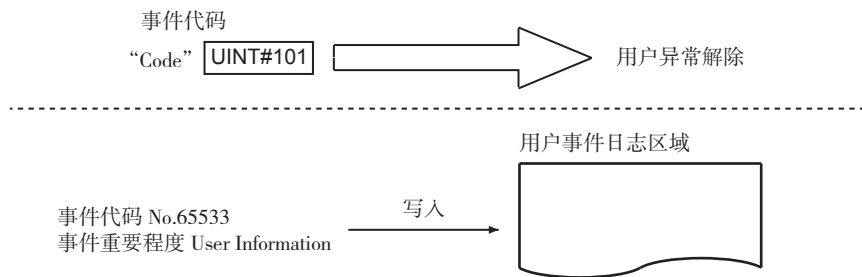 事件代码
“Code” UINT#101 用户异常解除
用户事件日志区域
写入
事件代码 No.65533
事件重要程度 User Information